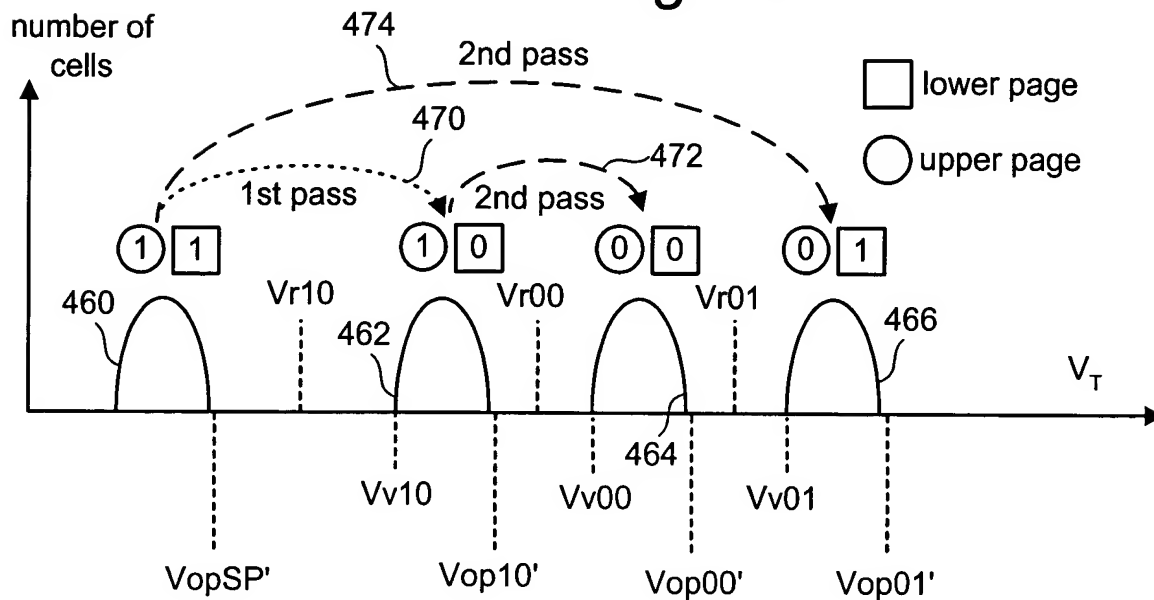 number of
cells
474
2nd pass
lower page
470
472
upper page
1st pass
2nd pass
1 1
1 0
0 0
0 1
460
Vr10
462
Vr00
Vr01
466
VT
464
Vv10
Vv00
Vv01
VopSP'
Vop10'
Vop00'
Vop01'